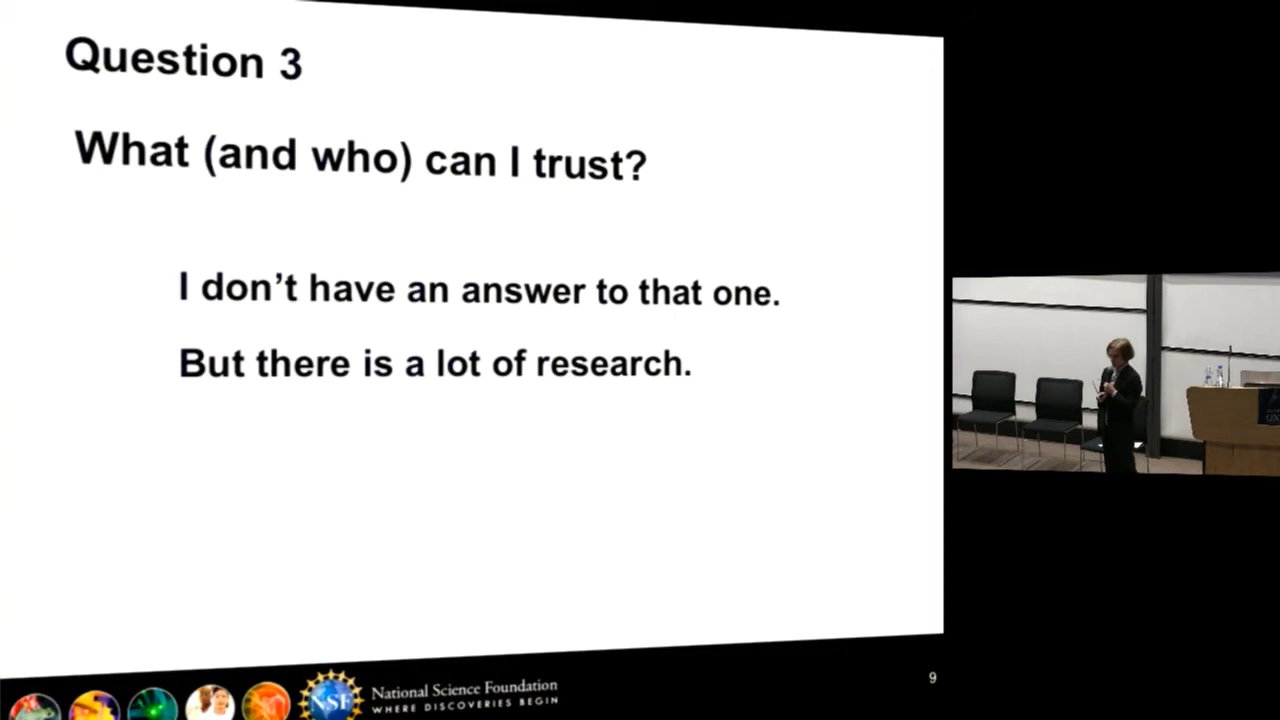 Question 3
What (and who) can I trust?
I don't have an answer to that one.
But there is a lot of research.
NSF
National Science Foundation
WHERE DISCOVERIES BEGIN
9